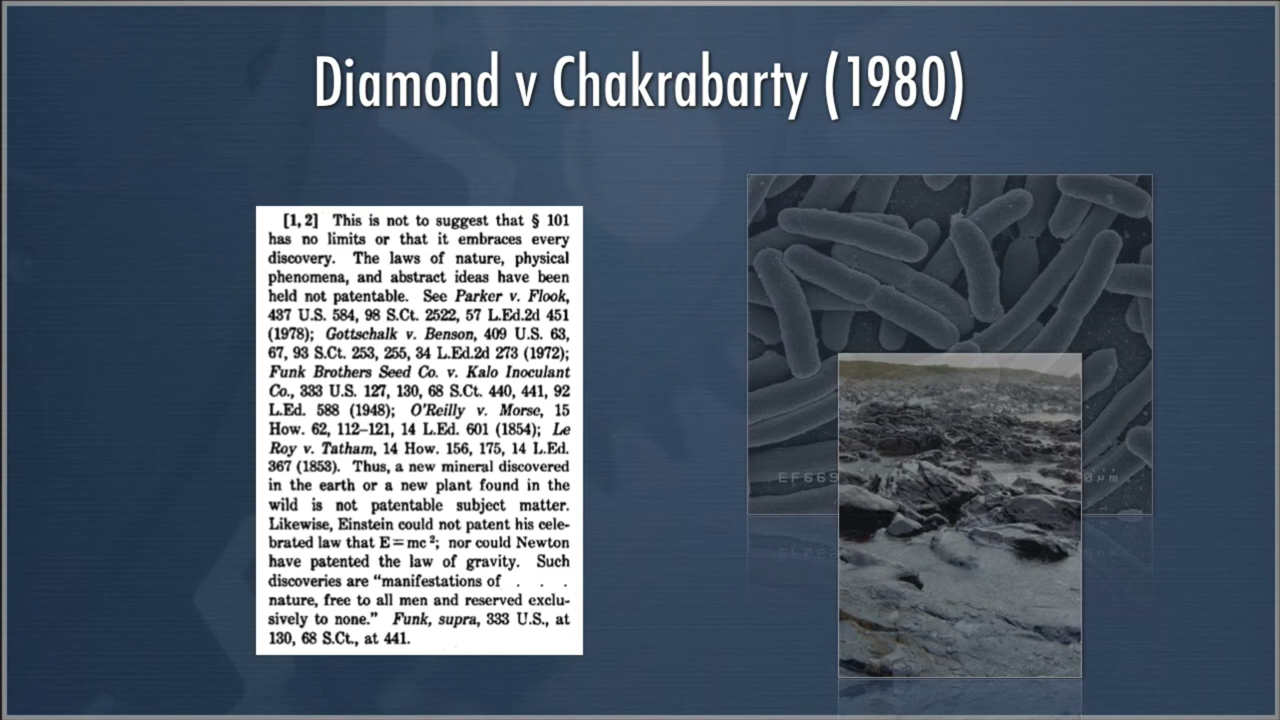 Diamond v Chakrabarty (1980)
[1, 2] This is not to suggest that § 101
has no limits or that it embraces every
discovery. The laws of nature, physical
phenomena, and abstract ideas have been
held not patentable. See Parker v. Flook,
437 U.S. 584, 98 S.Ct. 2522, 57 L.Ed.2d 451
(1978); Gottschalk v. Benson, 409 U.S. 63,
67, 93 S.Ct. 253, 255, 34 L.Ed.2d 273 (1972);
Funk Brothers Seed Co. v. Kalo Inoculant
Co., 333 U.S. 127, 130, 68 S.Ct. 440, 441, 92
L.Ed. 588 (1948); O'Reilly v. Morse, 15
How. 62, 112–121, 14 L.Ed. 601 (1854); Le
Roy v. Tatham, 14 How. 156, 175, 14 L.Ed.
367 (1853). Thus, a new mineral discovered
in the earth or a new plant found in the
wild is not patentable subject matter.
Likewise, Einstein could not patent his cele-
brated law that E=mc²; nor could Newton
have patented the law of gravity. Such
discoveries are “manifestations of . . .
nature, free to all men and reserved exclu-
sively to none.” Funk, supra, 333 U.S., at
130, 68 S.Ct., at 441.